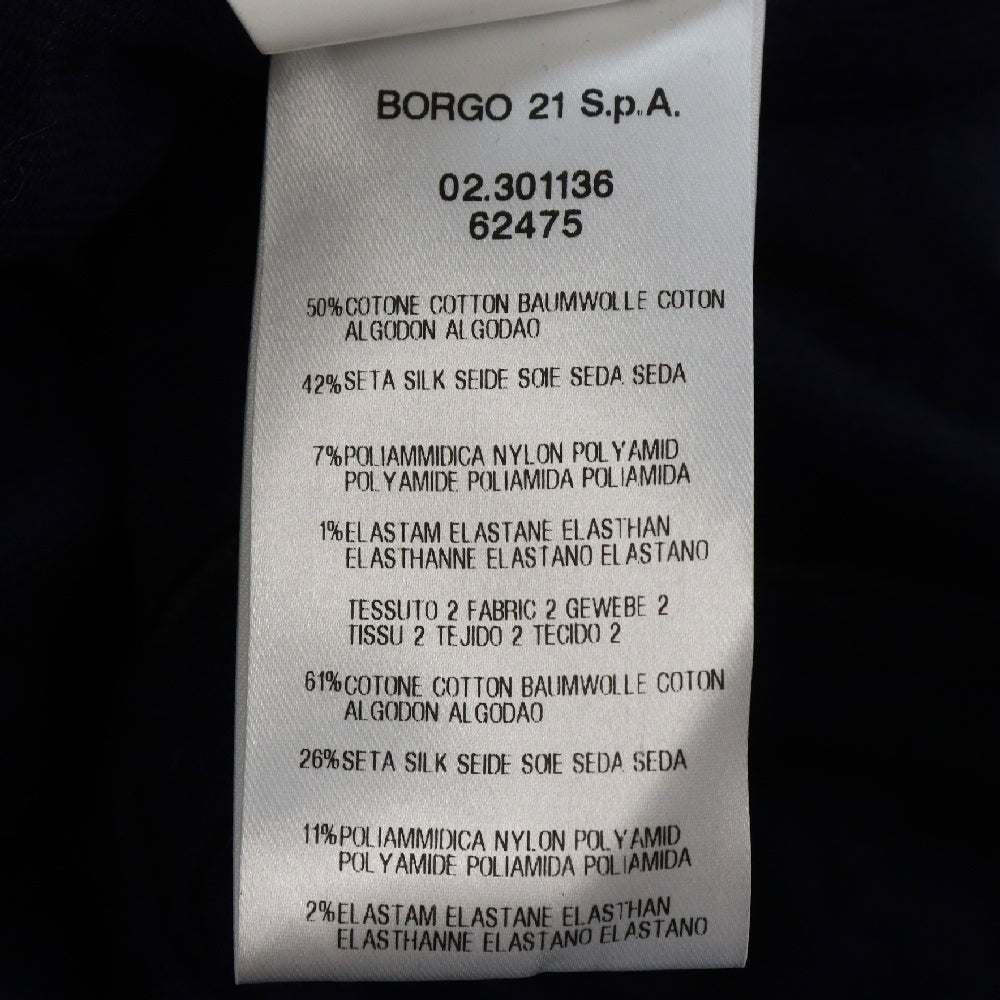 BORGO 21 S.p.A.
02.301136
62475
50% COTONE COTTON BAUMWOLLE COTON
ALGODON ALGODAO
42% SETA SILK SEIDE SOIE SEDA SEDA
7% POLIAMMIDICA NYLON POLYAMID
POLYAMIDE POLIAMIDA POLIAMIDA
1% ELASTAM ELASTANE ELASTHAN
ELASTHANNE ELASTANO ELASTANO
TESSUTO 2 FABRIC 2 GEWEBE 2
TISSU 2 TEJIDO 2 TECIDO 2
61% COTONE COTTON BAUMWOLLE COTON
ALGODON ALGODAO
26% SETA SILK SEIDE SOIE SEDA SEDA
11% POLIAMMIDICA NYLON POLYAMID
POLYAMIDE POLIAMIDA POLIAMIDA
2% ELASTAM ELASTANE ELASTHAN
ELASTHANNE ELASTANO ELASTANO